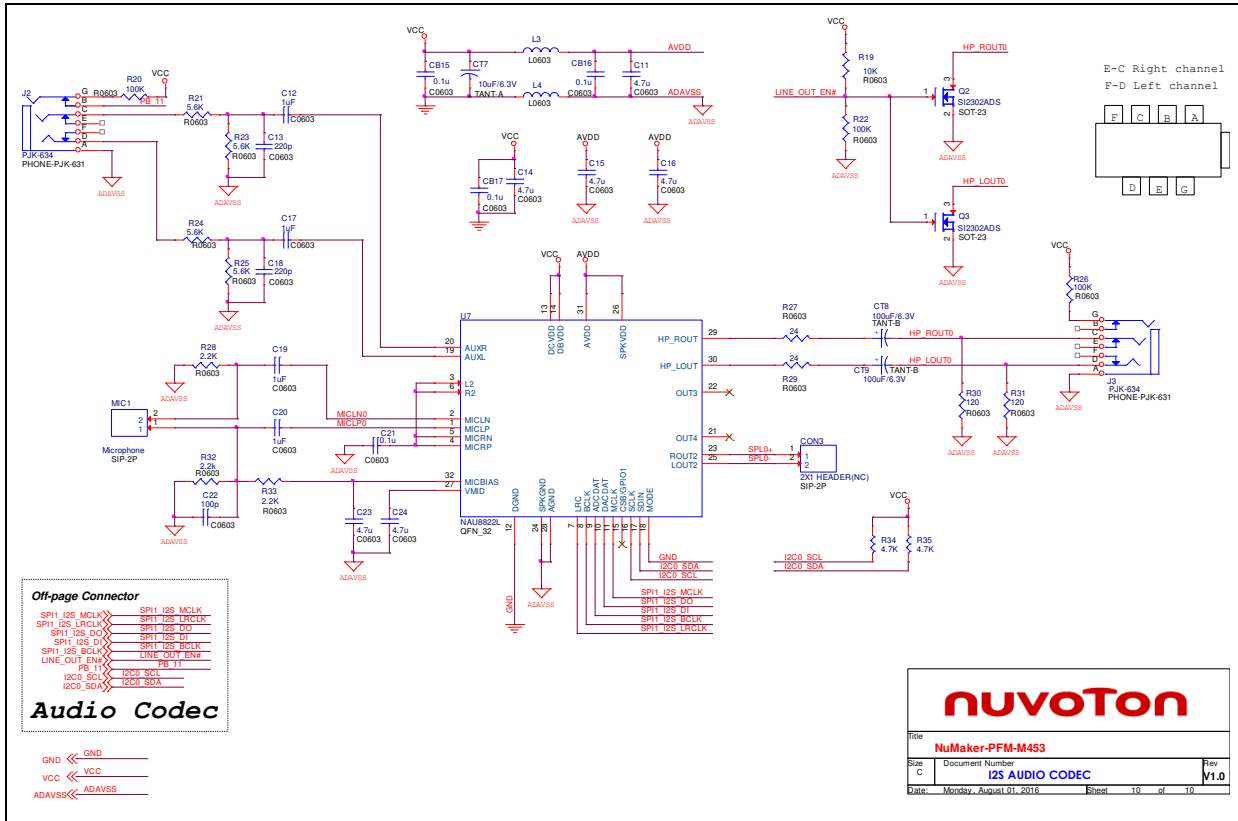 VCC
R20
100K
R0603
PB_11
J2
G
B
C
E
F
D
A
PJK-634
PHONE-PJK-631
ADAVSS
R21
5.6K
R0603
C12
1uF
C0603
R23
5.6K
R0603
C13
220p
C0603
ADAVSS
R24
5.6K
R0603
C17
1uF
C0603
R25
5.6K
R0603
C18
220p
C0603
ADAVSS
VCC
L3
L0603
AVDD
CB15
0.1u
C0603
CT7
10uF/6.3V
TANT-A
CB16
0.1u
C0603
C11
4.7u
C0603
L4
L0603
ADAVSS
ADAVSS
VCC
CB17
0.1u
C0603
C14
4.7u
C0603
AVDD
C15
4.7u
C0603
ADAVSS
AVDD
C16
4.7u
C0603
ADAVSS
VCC
R19
10K
R0603
LINE_OUT_EN#
R22
100K
R0603
ADAVSS
HP_ROUT0
1
3
2
Q2
SI2302ADS
SOT-23
ADAVSS
HP_LOUT0
1
3
2
Q3
SI2302ADS
SOT-23
ADAVSS
E-C Right channel
F-D Left channel
F C B A
D E G
U7
VCC
AVDD
13
14
31
26
DCVDD
DBVDD
AVDD
SPKVDD
20
AUXR
19
AUXL
3
L2
6
R2
2
MICLN
1
MICLP
5
MICRN
4
MICRP
32
MICBIAS
27
VMID
29
HP_ROUT
30
HP_LOUT
22
OUT3
21
OUT4
23
ROUT2
25
LOUT2
DGND
SPKGND
AGND
LRC
BCLK
ADCDAT
DACDAT
MCLK
CSB/GPIO1
SCLK
SDIN
MODE
12
24
28
7
8
9
10
11
15
16
17
18
NAU8822L
QFN_32
GND
ADAVSS
R28
2.2K
R0603
ADAVSS
C19
1uF
C0603
MICLN0
MICLP0
C20
1uF
C0603
MIC1
2
1
2
1
Microphone
SIP-2P
C21
0.1u
C0603
ADAVSS
R32
2.2k
R0603
R33
2.2K
R0603
C22
100p
C0603
ADAVSS
C23
4.7u
C0603
C24
4.7u
C0603
ADAVSS
R27
R0603
24
CT8
100uF/6.3V
TANT-B
HP_ROUT0
24
R29
R0603
CT9
100uF/6.3V
TANT-B
HP_LOUT0
R30
120
R0603
ADAVSS
R31
120
R0603
ADAVSS
VCC
R26
100K
R0603
G
B
C
E
F
D
A
J3
PJK-634
PHONE-PJK-631
ADAVSS
SPL0+
SPL0-
CON3
1
2
1
2
2X1 HEADER(NC)
SIP-2P
VCC
R34
4.7K
R35
4.7K
I2C0_SCL
I2C0_SDA
GND
I2C0_SDA
I2C0_SCL
SPI1_I2S_MCLK
SPI1_I2S_DO
SPI1_I2S_DI
SPI1_I2S_BCLK
SPI1_I2S_LRCLK
Off-page Connector
SPI1_I2S_MCLK SPI1_I2S_MCLK
SPI1_I2S_LRCLK SPI1_I2S_LRCLK
SPI1_I2S_DO SPI1_I2S_DO
SPI1_I2S_DI SPI1_I2S_DI
SPI1_I2S_BCLK SPI1_I2S_BCLK
LINE_OUT_EN# LINE_OUT_EN#
PB_11 PB_11
I2C0_SCL I2C0_SCL
I2C0_SDA I2C0_SDA
Audio Codec
GND GND
VCC VCC
ADAVSS ADAVSS
nuvoTon
Title
NuMaker-PFM-M453
Size
C
Document Number
I2S AUDIO CODEC
Rev
V1.0
Date: Monday, August 01, 2016 Sheet 10 of 10